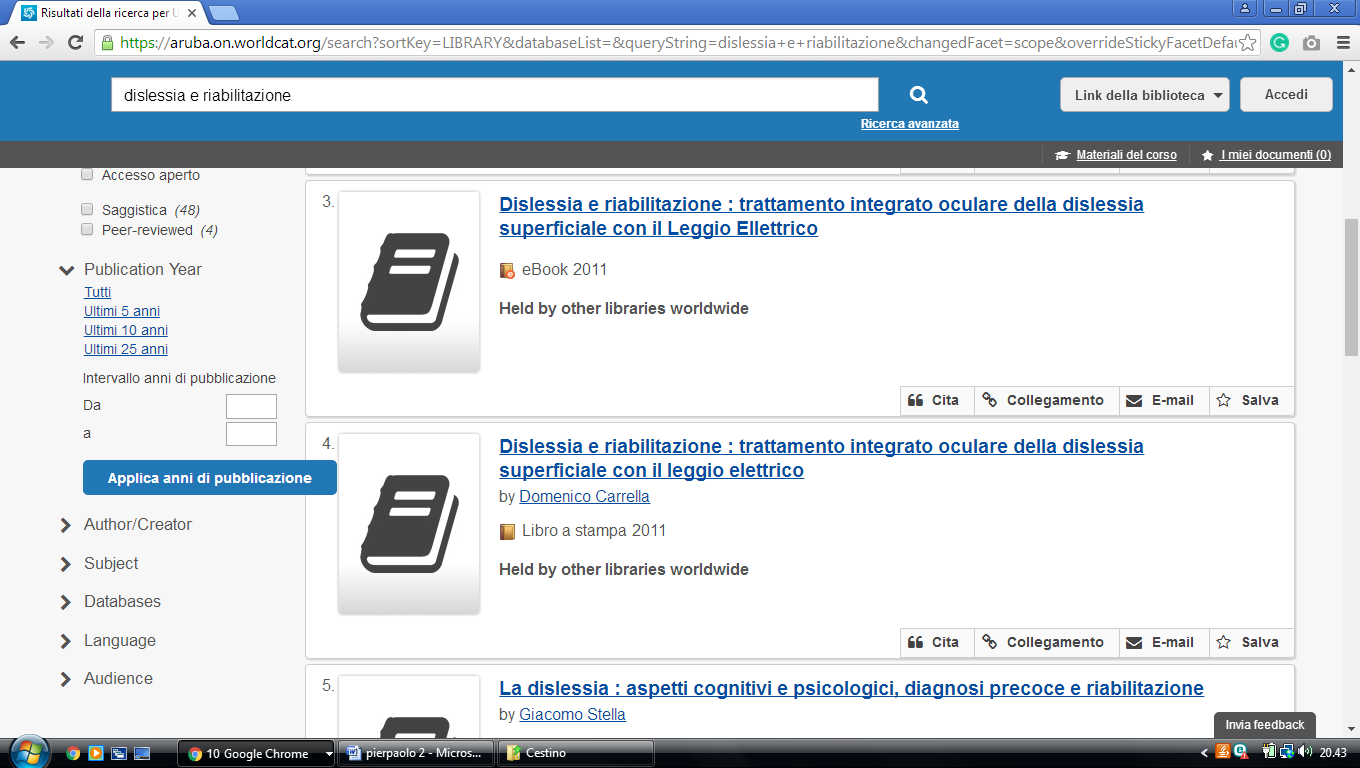 Risultati della ricerca per U
https://aruba.on.worldcat.org/search?sortKey=LIBRARY&databaseList=&queryString=dislessia+e+riabilitazione&changedFacet=scope&overrideStickyFacetDefau
dislessia e riabilitazione
Ricerca avanzata
Link della biblioteca
Accedi
Materiali del corso
I miei documenti (0)
Accesso aperto
Saggistica (48)
Peer-reviewed (4)
Publication Year
Tutti
Ultimi 5 anni
Ultimi 10 anni
Ultimi 25 anni
Intervallo anni di pubblicazione
Da
a
Applica anni di pubblicazione
Author/Creator
Subject
Databases
Language
Audience
3.
Dislessia e riabilitazione : trattamento integrato oculare della dislessia
superficiale con il Leggio Ellettrico
eBook 2011
Held by other libraries worldwide
Cita Collegamento E-mail Salva
4.
Dislessia e riabilitazione : trattamento integrato oculare della dislessia
superficiale con il leggio elettrico
by Domenico Carrella
Libro a stampa 2011
Held by other libraries worldwide
Cita Collegamento E-mail Salva
5.
La dislessia : aspetti cognitivi e psicologici, diagnosi precoce e riabilitazione
by Giacomo Stella
Invia feedback
10 Google Chrome
pierpaolo 2 - Micros...
Cestino
20.43